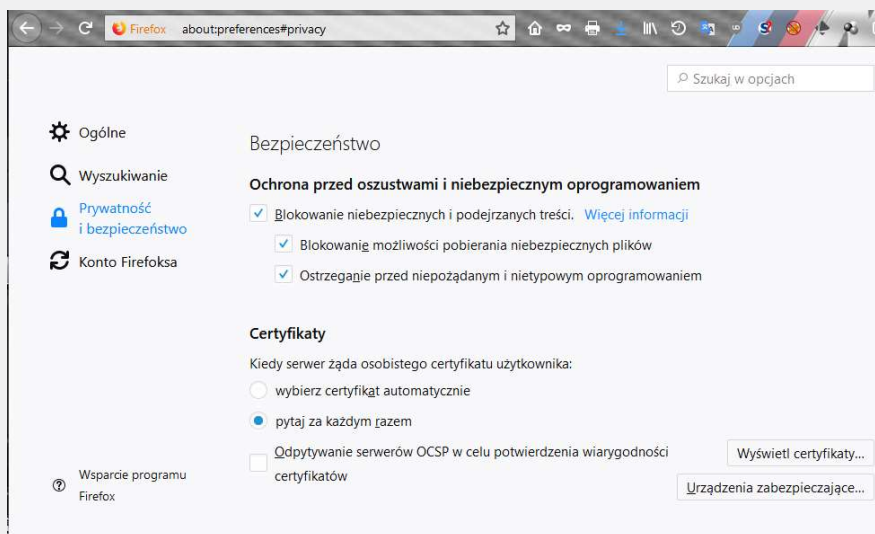 Firefox about:preferences#privacy
Szukaj w opcjach
Ogólne
Wyszukiwanie
Prywatność
i bezpieczeństwo
Konto Firefoksa
Bezpieczeństwo
Ochrona przed oszustwami i niebezpiecznym oprogramowaniem
Blokowanie niebezpiecznych i podejrzanych treści. Więcej informacji
Blokowanie możliwości pobierania niebezpiecznych plików
Ostrzeganie przed niepożądanym i nietypowym oprogramowaniem
Certyfikaty
Kiedy serwer żąda osobistego certyfikatu użytkownika:
wybierz certyfikat automatycznie
pytaj za każdym razem
Odpytywanie serwerów OCSP w celu potwierdzenia wiarygodności
certyfikatów
Wyświetl certyfikaty...
Urządzenia zabezpieczające...
Wsparcie programu
Firefox